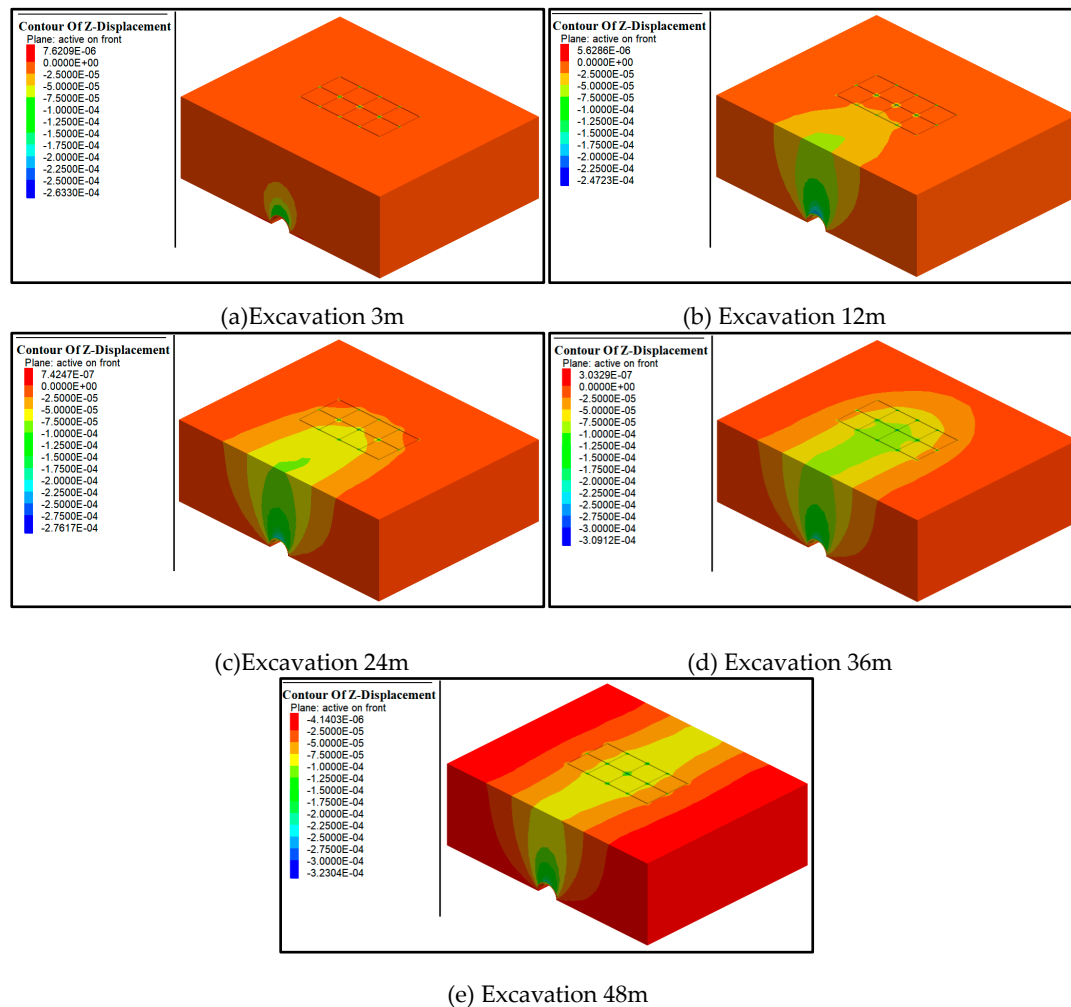 Contour Of Z-Displacement
Plane: active on front
7.6209E-06
0.0000E+00
-2.5000E-05
-5.0000E-05
-7.5000E-05
-1.0000E-04
-1.2500E-04
-1.5000E-04
-1.7500E-04
-2.0000E-04
-2.2500E-04
-2.5000E-04
-2.6330E-04
Contour Of Z-Displacement
Plane: active on front
5.6286E-06
0.0000E+00
-2.5000E-05
-5.0000E-05
-7.5000E-05
-1.0000E-04
-1.2500E-04
-1.5000E-04
-1.7500E-04
-2.0000E-04
-2.2500E-04
-2.4723E-04
(a)Excavation 3m
(b) Excavation 12m
Contour Of Z-Displacement
Plane: active on front
7.4247E-07
0.0000E+00
-2.5000E-05
-5.0000E-05
-7.5000E-05
-1.0000E-04
-1.2500E-04
-1.5000E-04
-1.7500E-04
-2.0000E-04
-2.2500E-04
-2.5000E-04
-2.7500E-04
-2.7617E-04
Contour Of Z-Displacement
Plane: active on front
3.0329E-07
0.0000E+00
-2.5000E-05
-5.0000E-05
-7.5000E-05
-1.0000E-04
-1.2500E-04
-1.5000E-04
-1.7500E-04
-2.0000E-04
-2.2500E-04
-2.5000E-04
-2.7500E-04
-3.0000E-04
-3.0912E-04
(c)Excavation 24m
(d) Excavation 36m
Contour Of Z-Displacement
Plane: active on front
-4.1403E-06
-2.5000E-05
-5.0000E-05
-7.5000E-05
-1.0000E-04
-1.2500E-04
-1.5000E-04
-1.7500E-04
-2.0000E-04
-2.2500E-04
-2.5000E-04
-2.7500E-04
-3.0000E-04
-3.2304E-04
(e) Excavation 48m